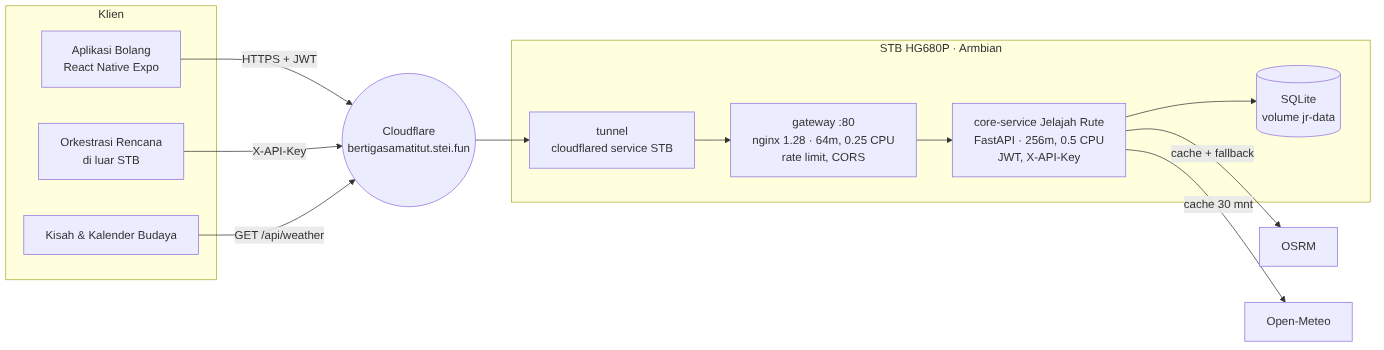 Klien
Aplikasi Bolang
React Native Expo
HTTPS + JWT
Orkestrasi Rencana
di luar STB
X-API-Key
Kisah & Kalender Budaya
GET /api/weather
Cloudflare
bertigasamatitut.stei.fun
STB HG680P · Armbian
tunnel
cloudflared service STB
gateway :80
nginx 1.28 · 64m, 0.25 CPU
rate limit, CORS
core-service Jelajah Rute
FastAPI · 256m, 0.5 CPU
JWT, X-API-Key
SQLite
volume jr-data
cache + fallback
cache 30 mnt
OSRM
Open-Meteo